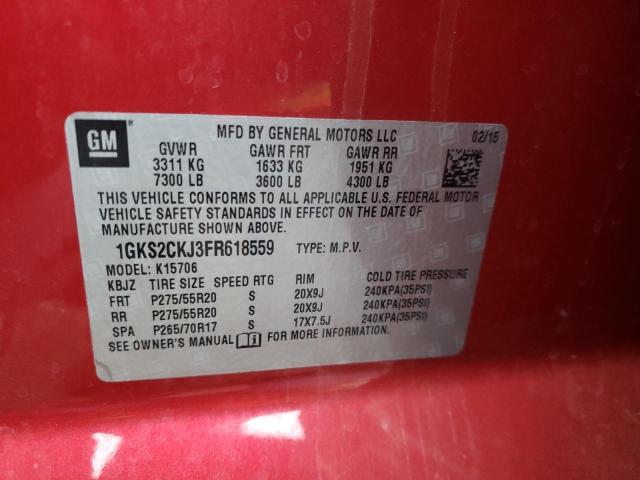 GM
MFD BY GENERAL MOTORS LLC 02/15
GVWR GAWR FRT GAWR RR
3311 KG 1633 KG 1951 KG
7300 LB 3600 LB 4300 LB
THIS VEHICLE CONFORMS TO ALL APPLICABLE U.S. FEDERAL MOTOR
VEHICLE SAFETY STANDARDS IN EFFECT ON THE DATE OF
MANUFACTURE SHOWN ABOVE.
1GKS2CKJ3FR618559 TYPE: M.P.V.
MODEL: K15706
KBJZ TIRE SIZE SPEED RTG RIM COLD TIRE PRESSURE
FRT P275/55R20 S 20X9J 240KPA(35PSI)
RR P275/55R20 S 20X9J 240KPA(35PSI)
SPA P265/70R17 S 17X7.5J 240KPA(35PSI)
SEE OWNER'S MANUAL FOR MORE INFORMATION.